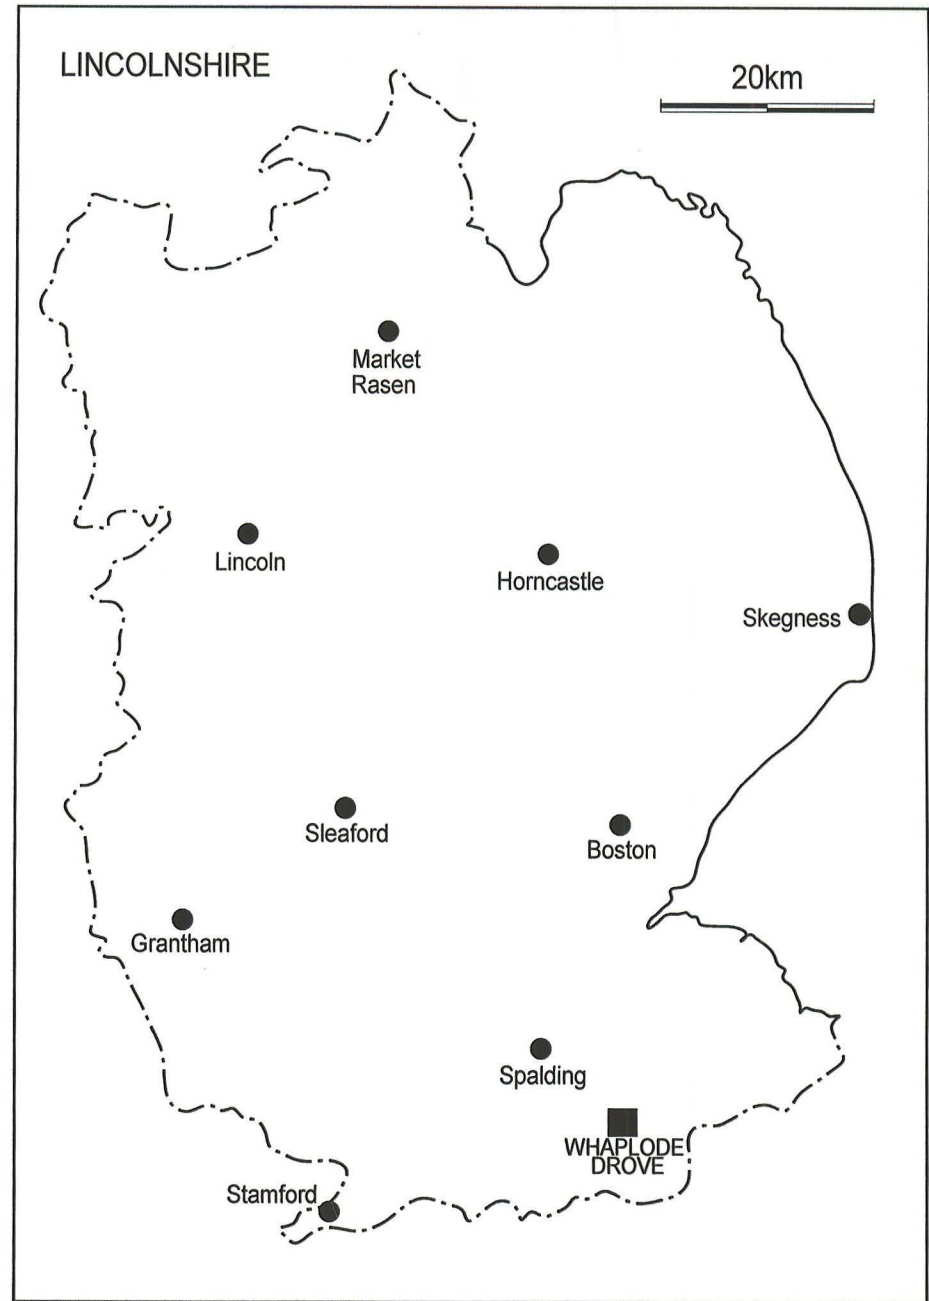 LINCOLNSHIRE
20km
Market
Rasen
Lincoln
Horncastle
Skegness
Sleaford
Boston
Grantham
Spalding
WHAPLODE
DROVE
Stamford